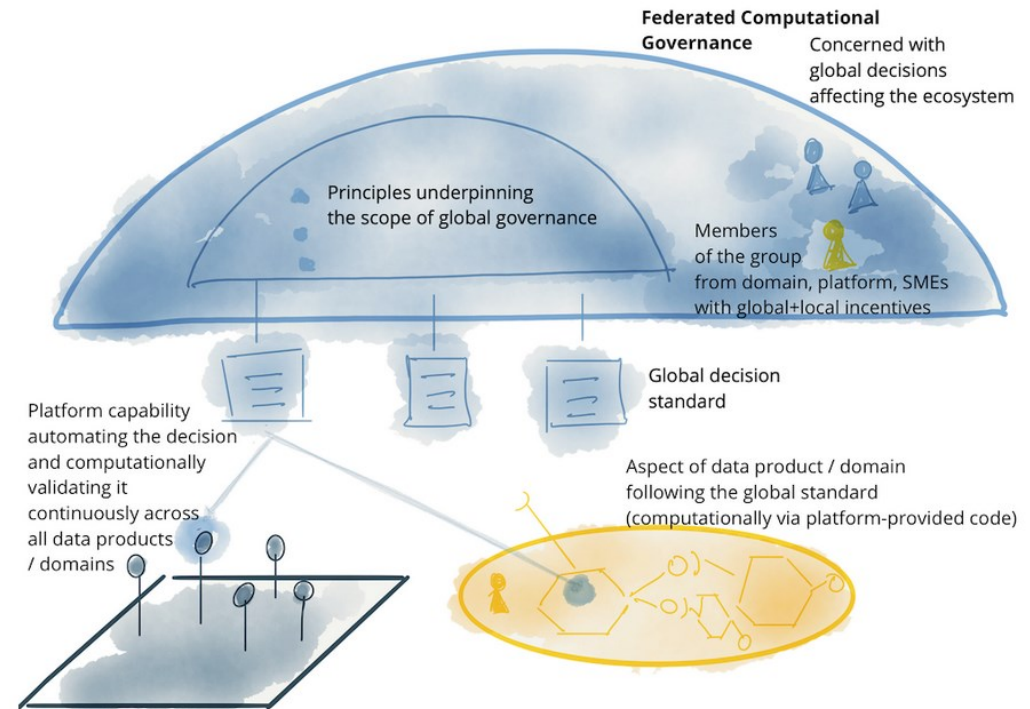 Federated Computational
Governance
Concerned with
global decisions
affecting the ecosystem
Principles underpinning
the scope of global governance
Members
of the group
from domain, platform, SMEs
with global+local incentives
Global decision
standard
Platform capability
automating the decision
and computationally
validating it
continuously across
all data products
/ domains
Aspect of data product / domain
following the global standard
(computationally via platform-provided code)